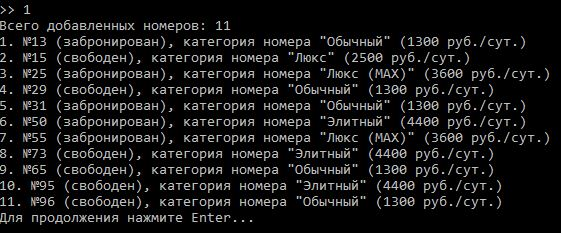 >> 1
Всего добавленных номеров: 11
1. №13 (забронирован), категория номера "Обычный" (1300 руб./сут.)
2. №15 (свободен), категория номера "Люкс" (2500 руб./сут.)
3. №25 (забронирован), категория номера "Люкс (MAX)" (3600 руб./сут.)
4. №29 (свободен), категория номера "Обычный" (1300 руб./сут.)
5. №31 (забронирован), категория номера "Обычный" (1300 руб./сут.)
6. №50 (забронирован), категория номера "Элитный" (4400 руб./сут.)
7. №55 (забронирован), категория номера "Люкс (MAX)" (3600 руб./сут.)
8. №73 (свободен), категория номера "Элитный" (4400 руб./сут.)
9. №65 (свободен), категория номера "Обычный" (1300 руб./сут.)
10. №95 (свободен), категория номера "Элитный" (4400 руб./сут.)
11. №96 (свободен), категория номера "Обычный" (1300 руб./сут.)
Для продолжения нажмите Enter...